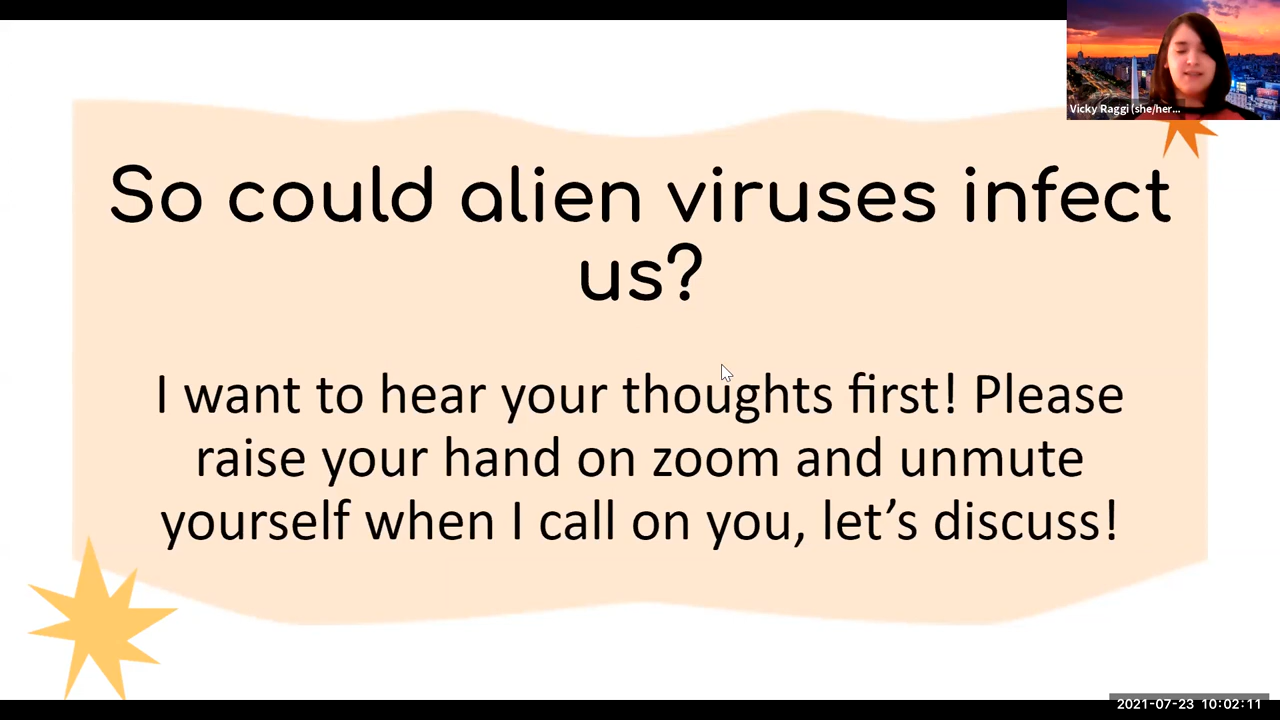 Vicky Raggi (she/her...
So could alien viruses infect
us?
I want to hear your thoughts first! Please
raise your hand on zoom and unmute
yourself when I call on you, let’s discuss!
2021-07-23 10:02:11